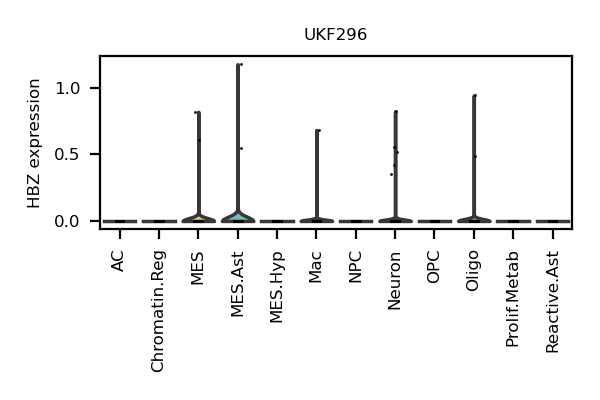 UKF296
HBZ expression
1.0
0.5
0.0
AC
Chromatin.Reg
MES
MES.Ast
MES.Hyp
Mac
NPC
Neuron
OPC
Oligo
Prolif.Metab
Reactive.Ast